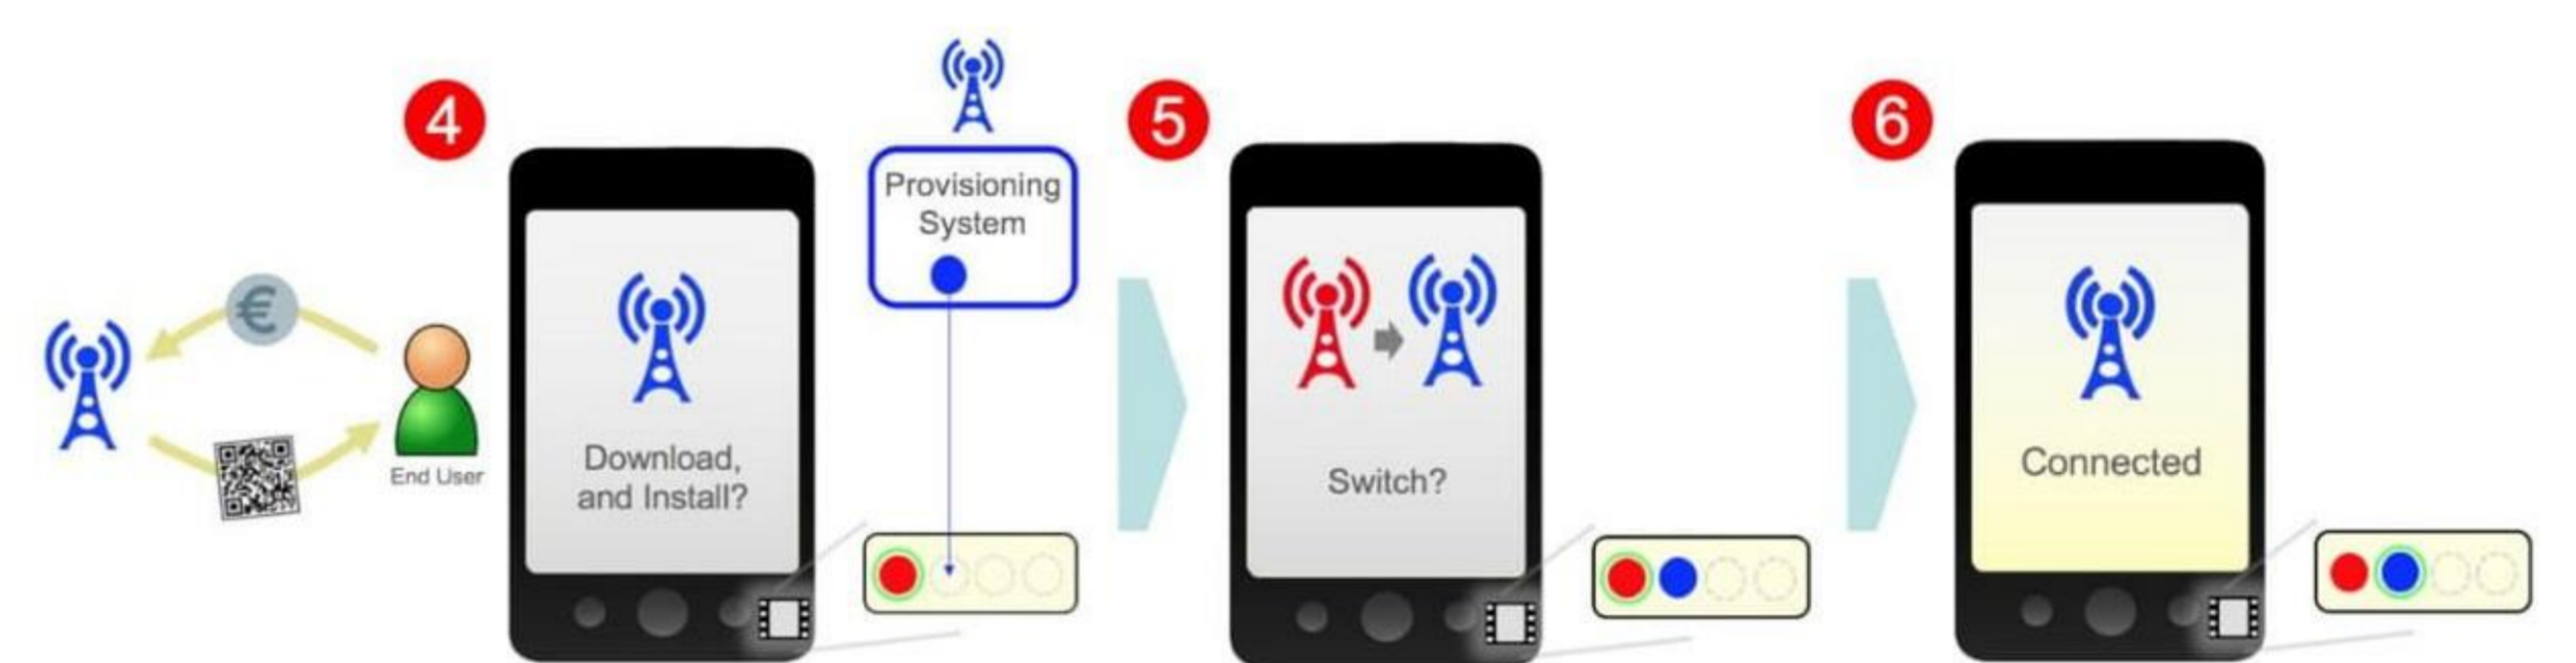 4
€
End User
Download,
and Install?
Provisioning
System
5
Switch?
6
Connected